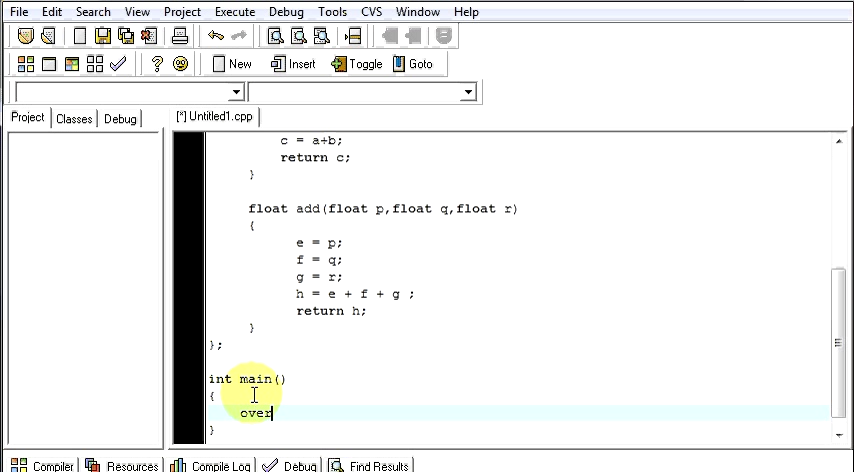 File Edit Search View Project Execute Debug Tools CVS Window Help
New Insert Toggle Goto
Project Classes Debug [*] Untitled1.cpp
c = a+b;
return c;
}
float add(float p,float q,float r)
{
e = p;
f = q;
g = r;
h = e + f + g ;
return h;
}
};
int main()
{
over
}
Compiler Resources Compile Log Debug Find Results